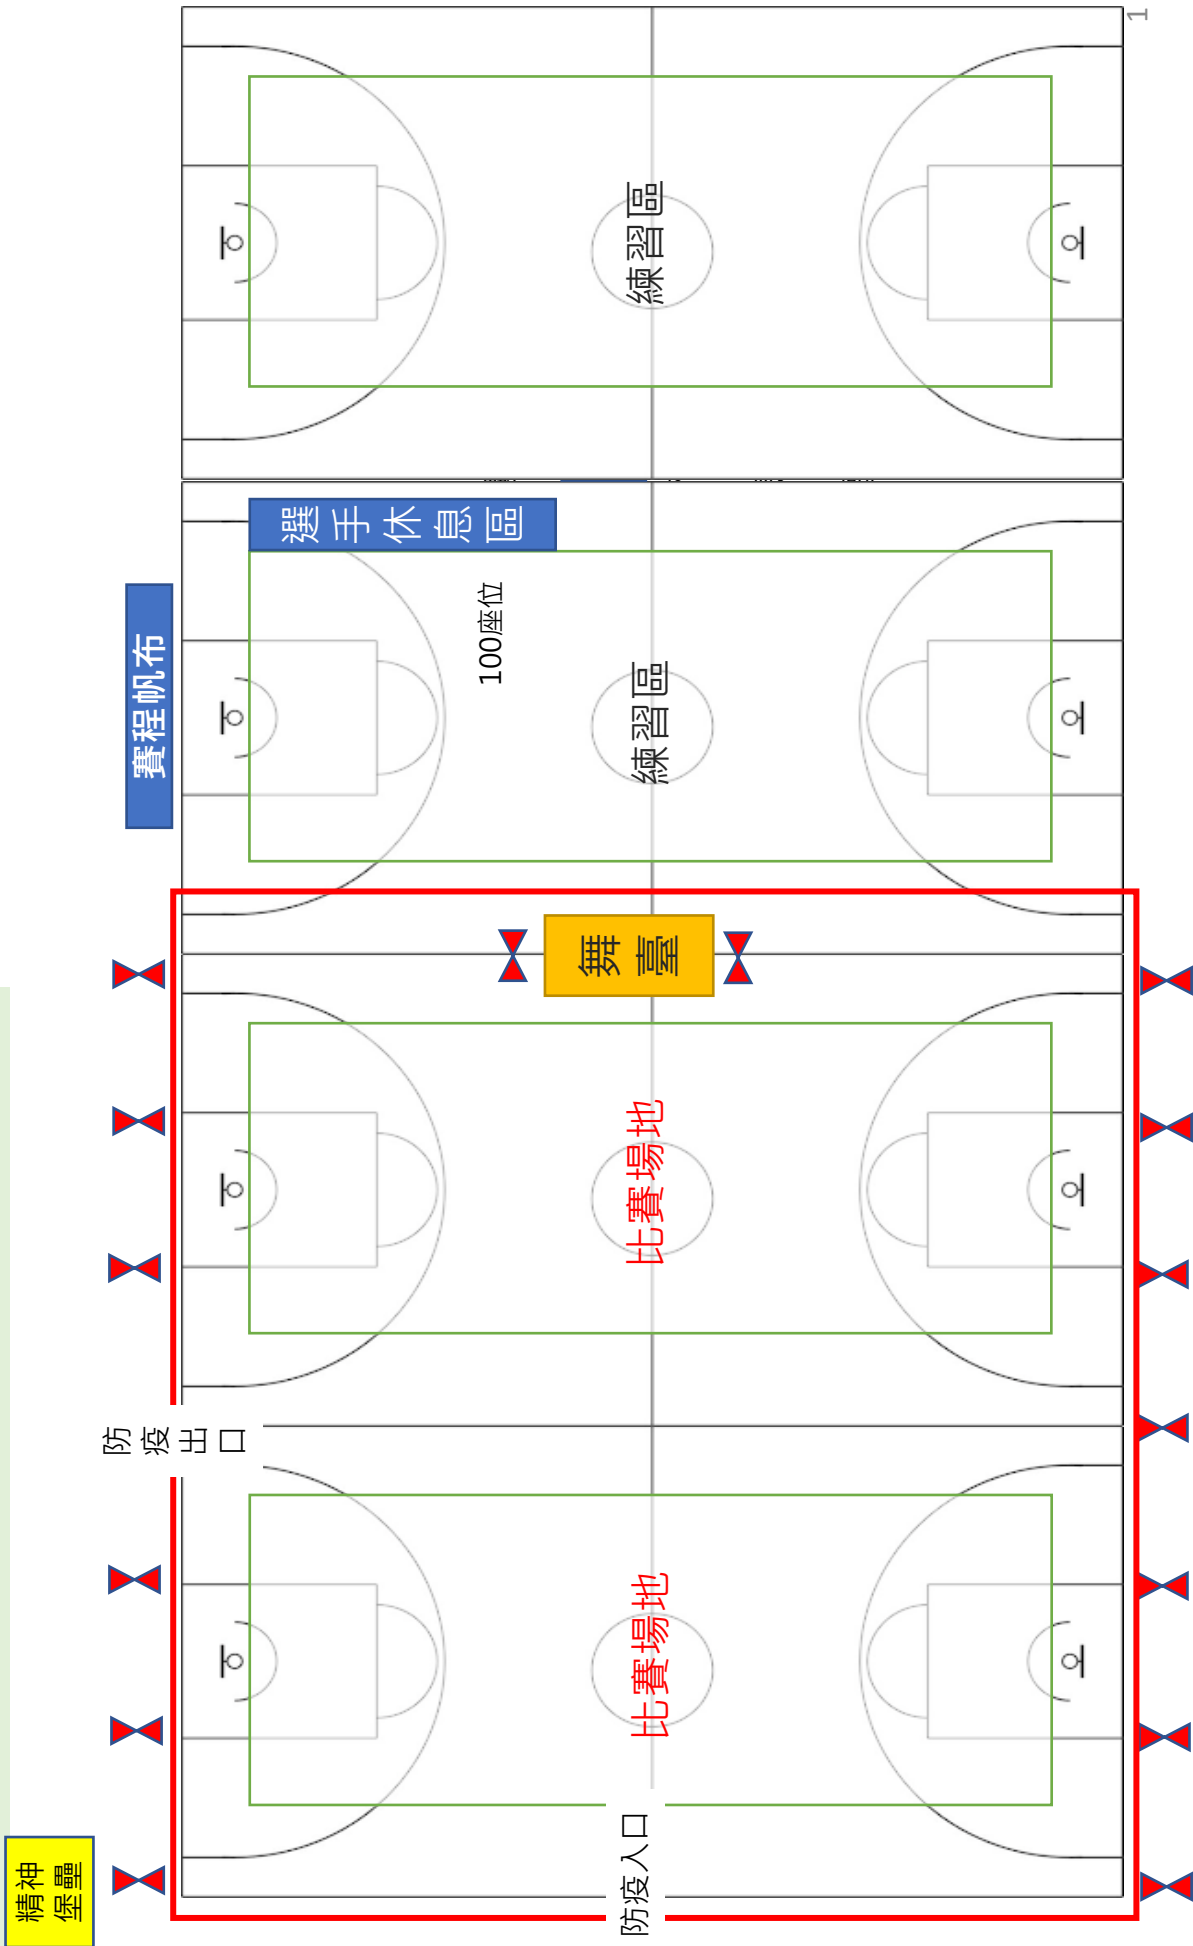 精神
堡壘
防疫出口
賽程帆布
選手休息區
100座位
舞臺
防疫入口
比賽場地
比賽場地
練習區
練習區
1